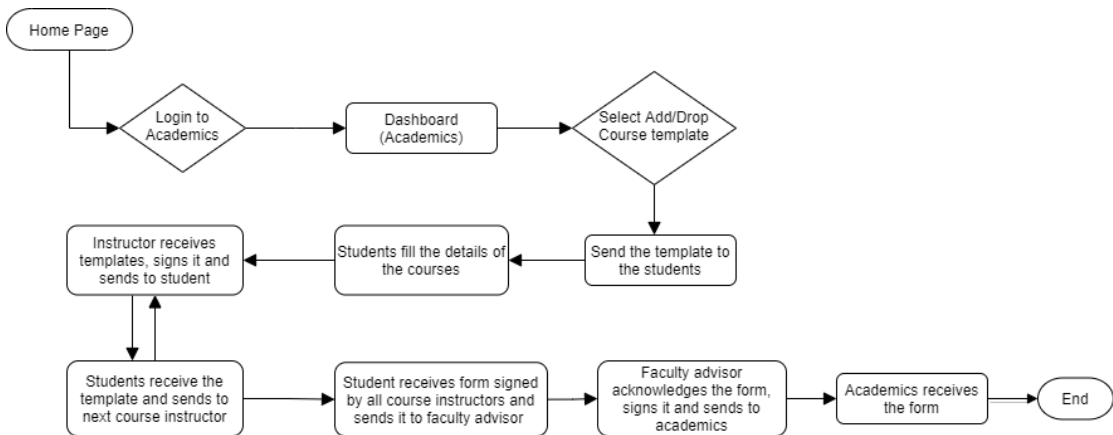 Home Page
Login to
Academics
Dashboard
(Academics)
Select Add/Drop
Course template
Instructor receives
templates, signs it and
sends to student
Students fill the details of
the courses
Send the template to
the students
Students receive the
template and sends to
next course instructor
Student receives form signed
by all course instructors and
sends it to faculty advisor
Faculty advisor
acknowledges the form,
signs it and sends to
academics
Academics receives
the form
End